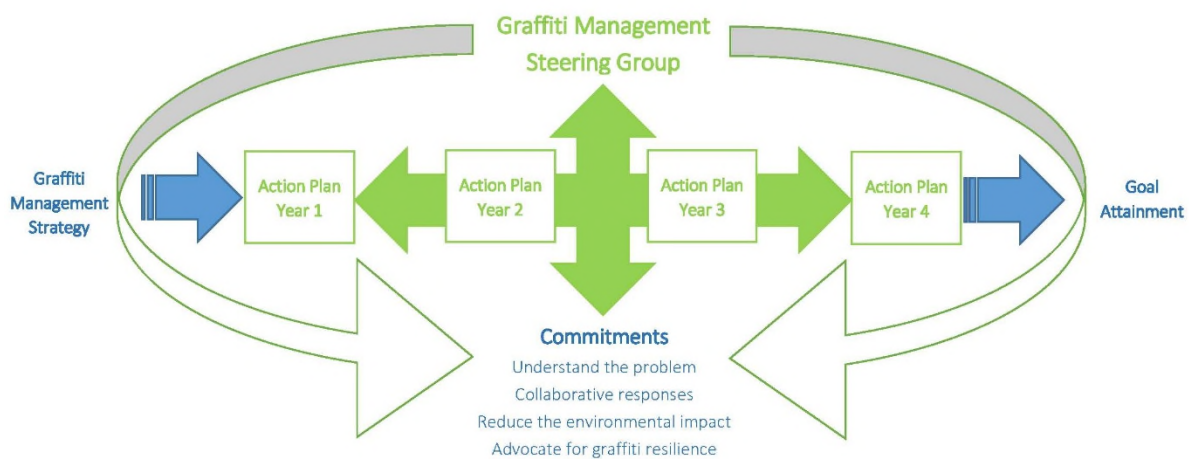 Graffiti Management
Steering Group
Graffiti
Management
Strategy
Action Plan
Year 1
Action Plan
Year 2
Action Plan
Year 3
Action Plan
Year 4
Goal
Attainment
Commitments
Understand the problem
Collaborative responses
Reduce the environmental impact
Advocate for graffiti resilience